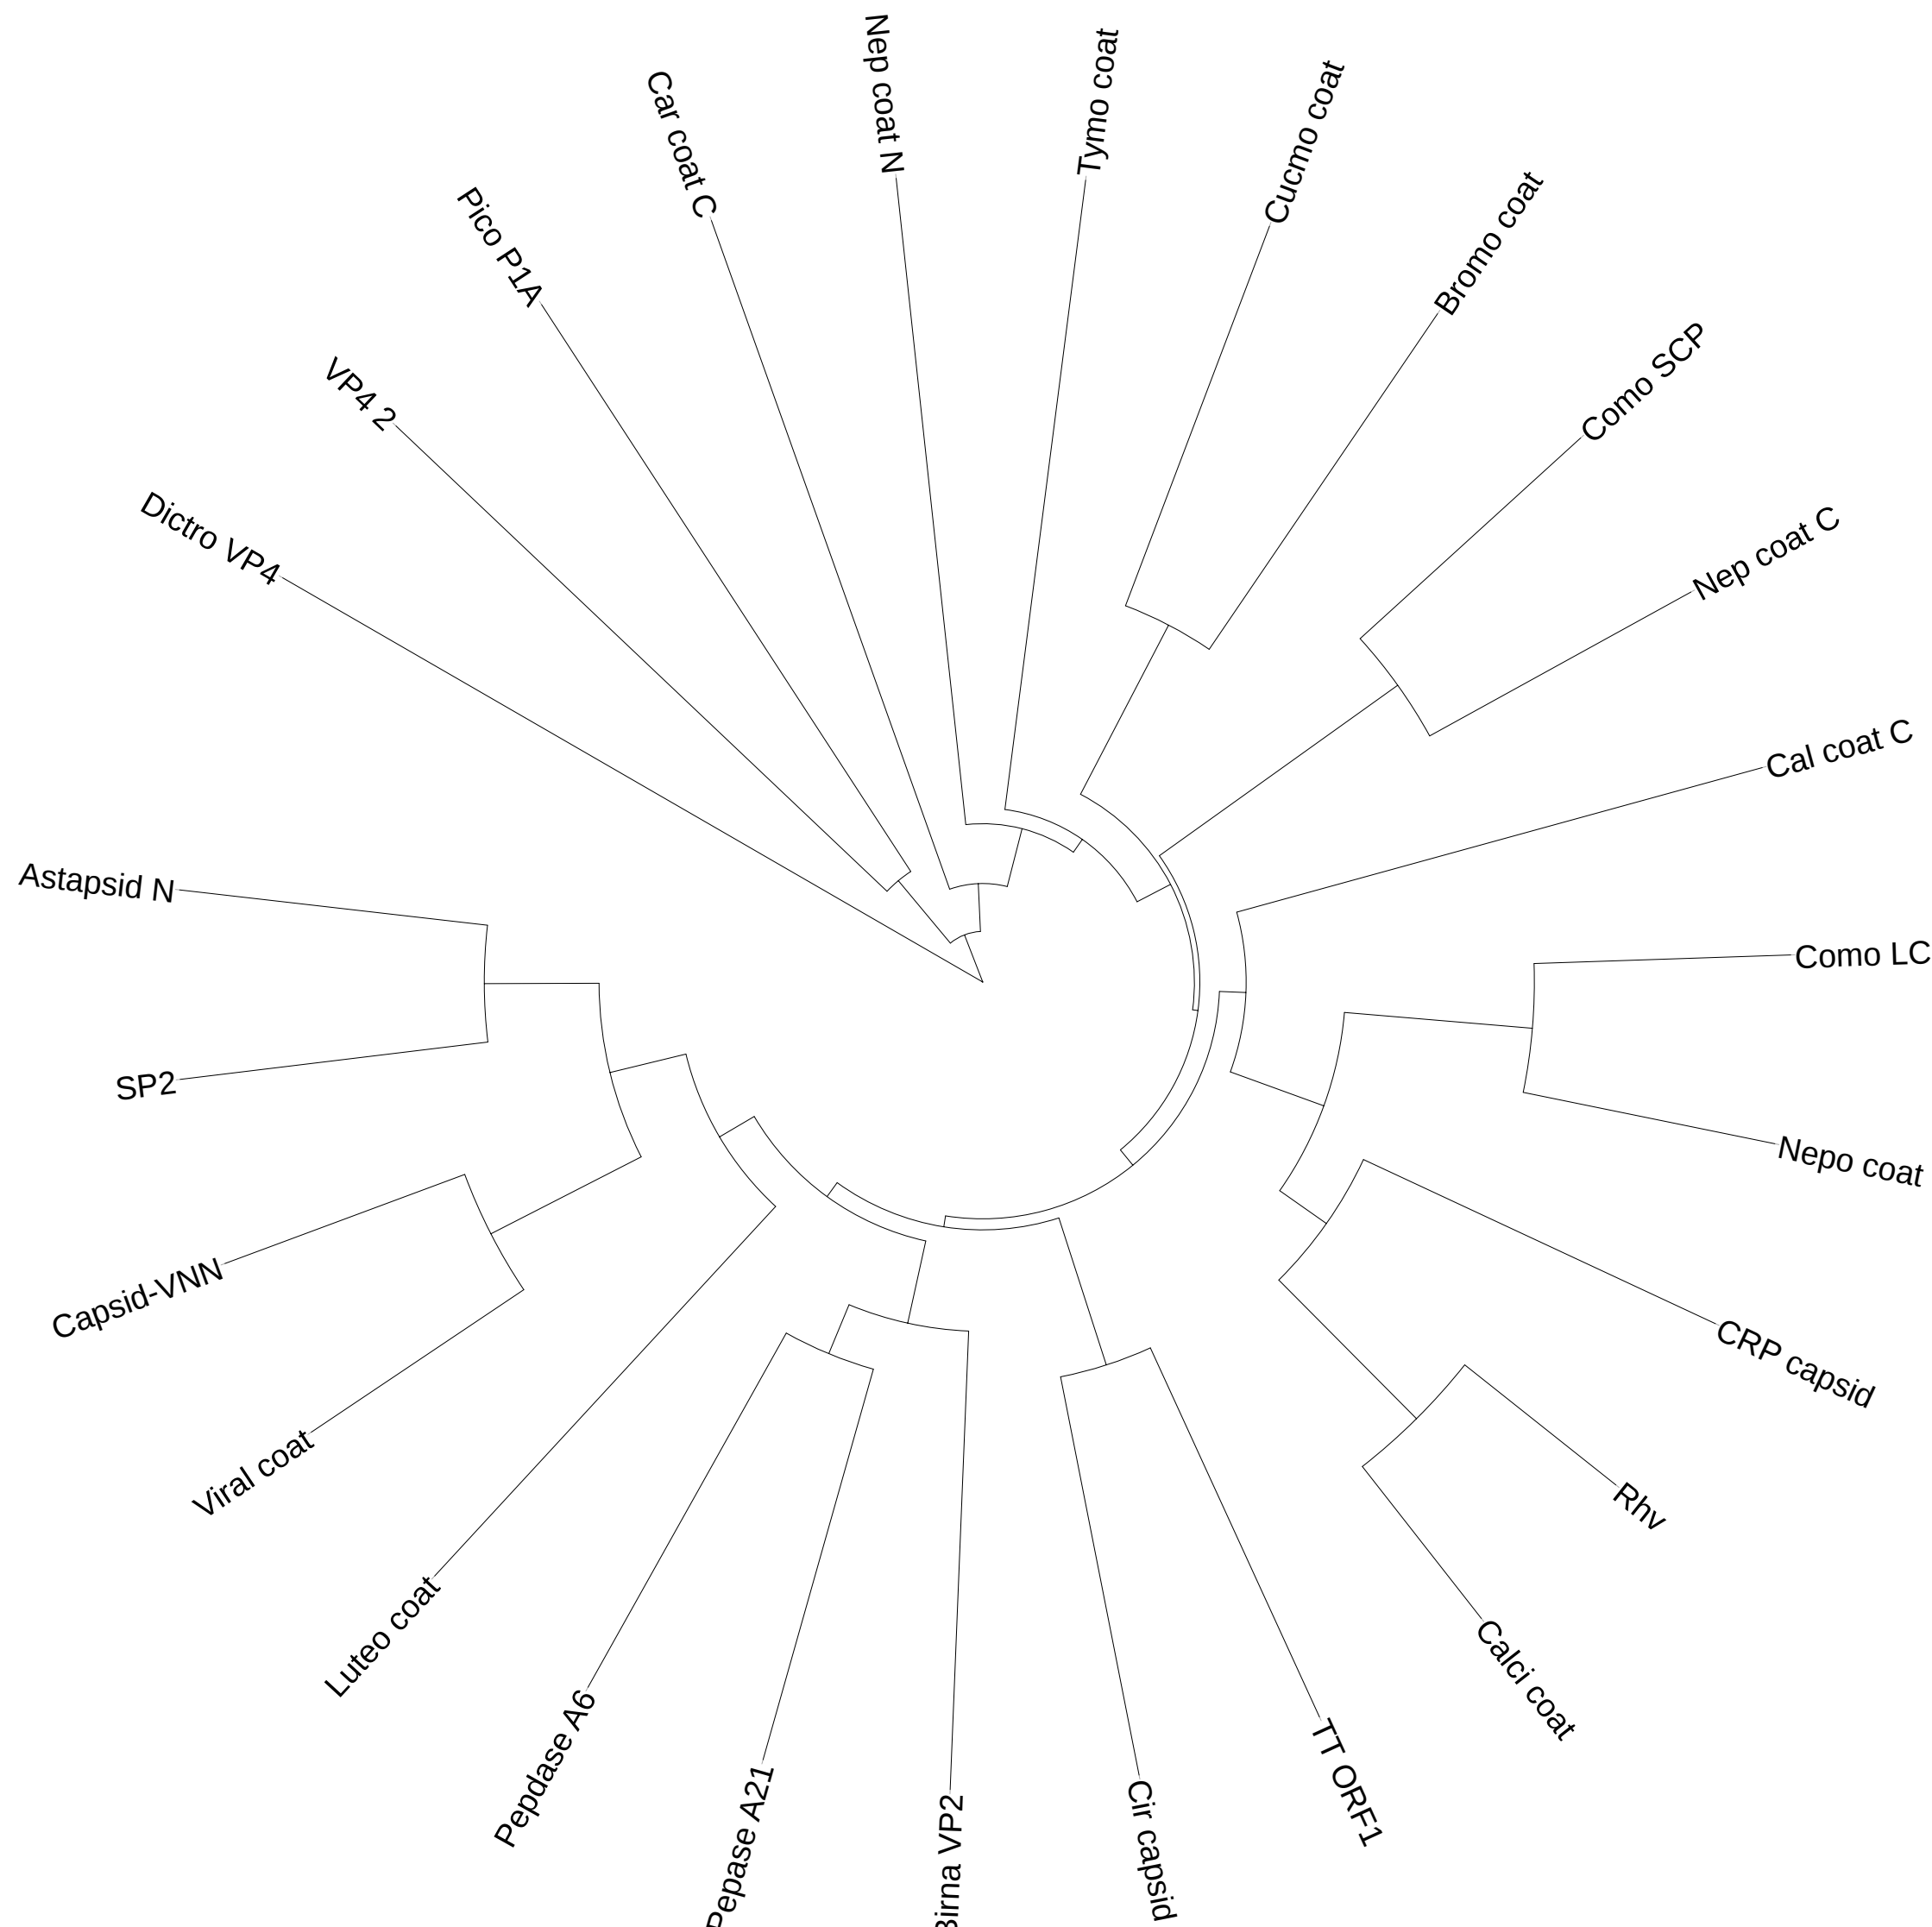 Nep coat N
Tymo coat
Cucmo coat
Bromo coat
Como SCP
Nep coat C
Cal coat C
Como LC
Nepo coat
CRP capsid
Rhv
Calci coat
TT ORF1
Cir capsid
Birna VP2
Pepase A21
Pepdase A6
Luteo coat
Viral coat
Capsid-VNN
SP2
Astapsid N
Dictro VP4
VP4 2
Pico P1A
Car coat C